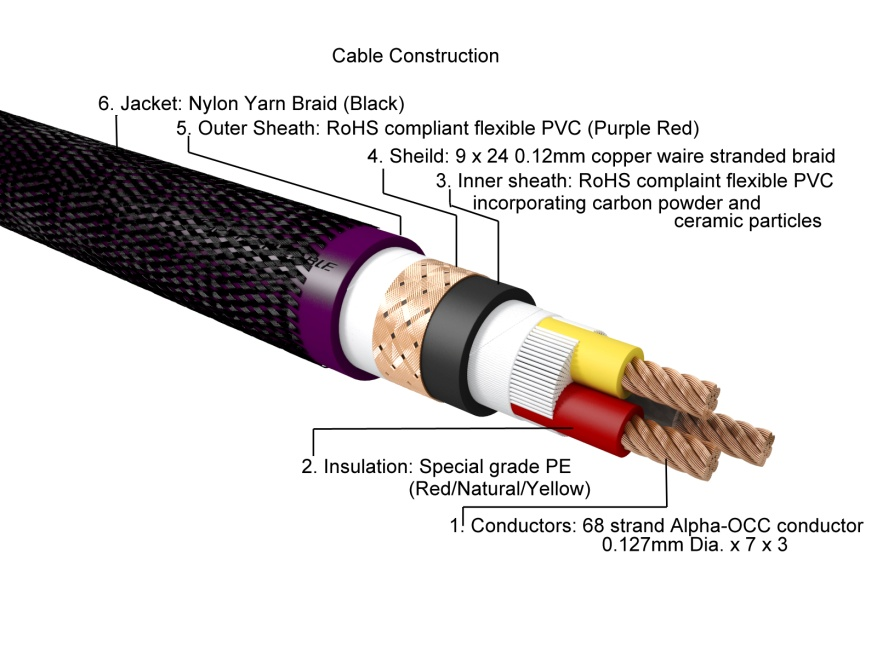 Cable Construction
6. Jacket: Nylon Yarn Braid (Black)
5. Outer Sheath: RoHS compliant flexible PVC (Purple Red)
4. Sheild: 9 x 24 0.12mm copper waire stranded braid
3. Inner sheath: RoHS complaint flexible PVC
incorporating carbon powder and
ceramic particles
BLE
2. Insulation: Special grade PE
(Red/Natural/Yellow)
1. Conductors: 68 strand Alpha-OCC conductor
0.127mm Dia. x 7 x 3